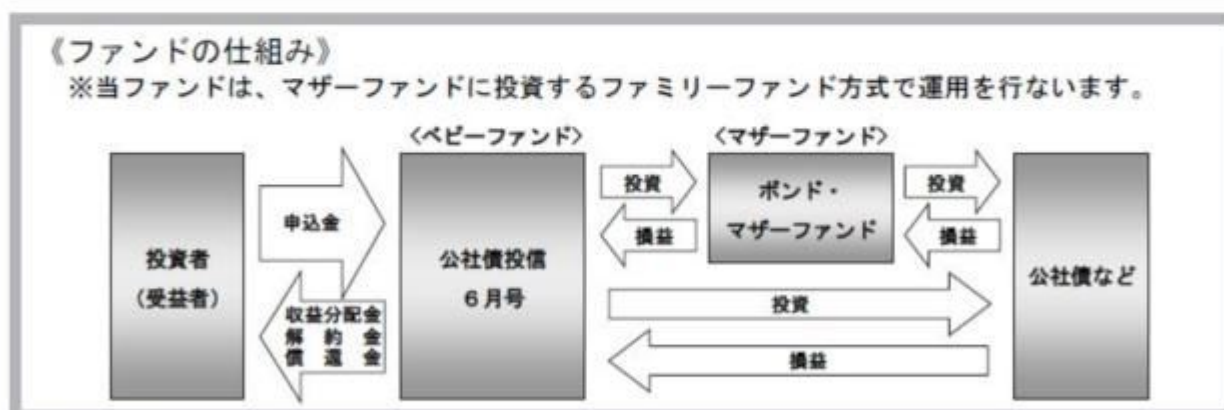 《ファンドの仕組み》
※当ファンドは、マザーファンドに投資するファミリーファンド方式で運用を行ないます。
〈ベビーファンド〉
〈マザーファンド〉
投資者
（受益者）
申込金
収益分配金
解約金
償還金
公社債投信
６月号
投資
損益
ボンド・
マザーファンド
投資
損益
投資
損益
公社債など